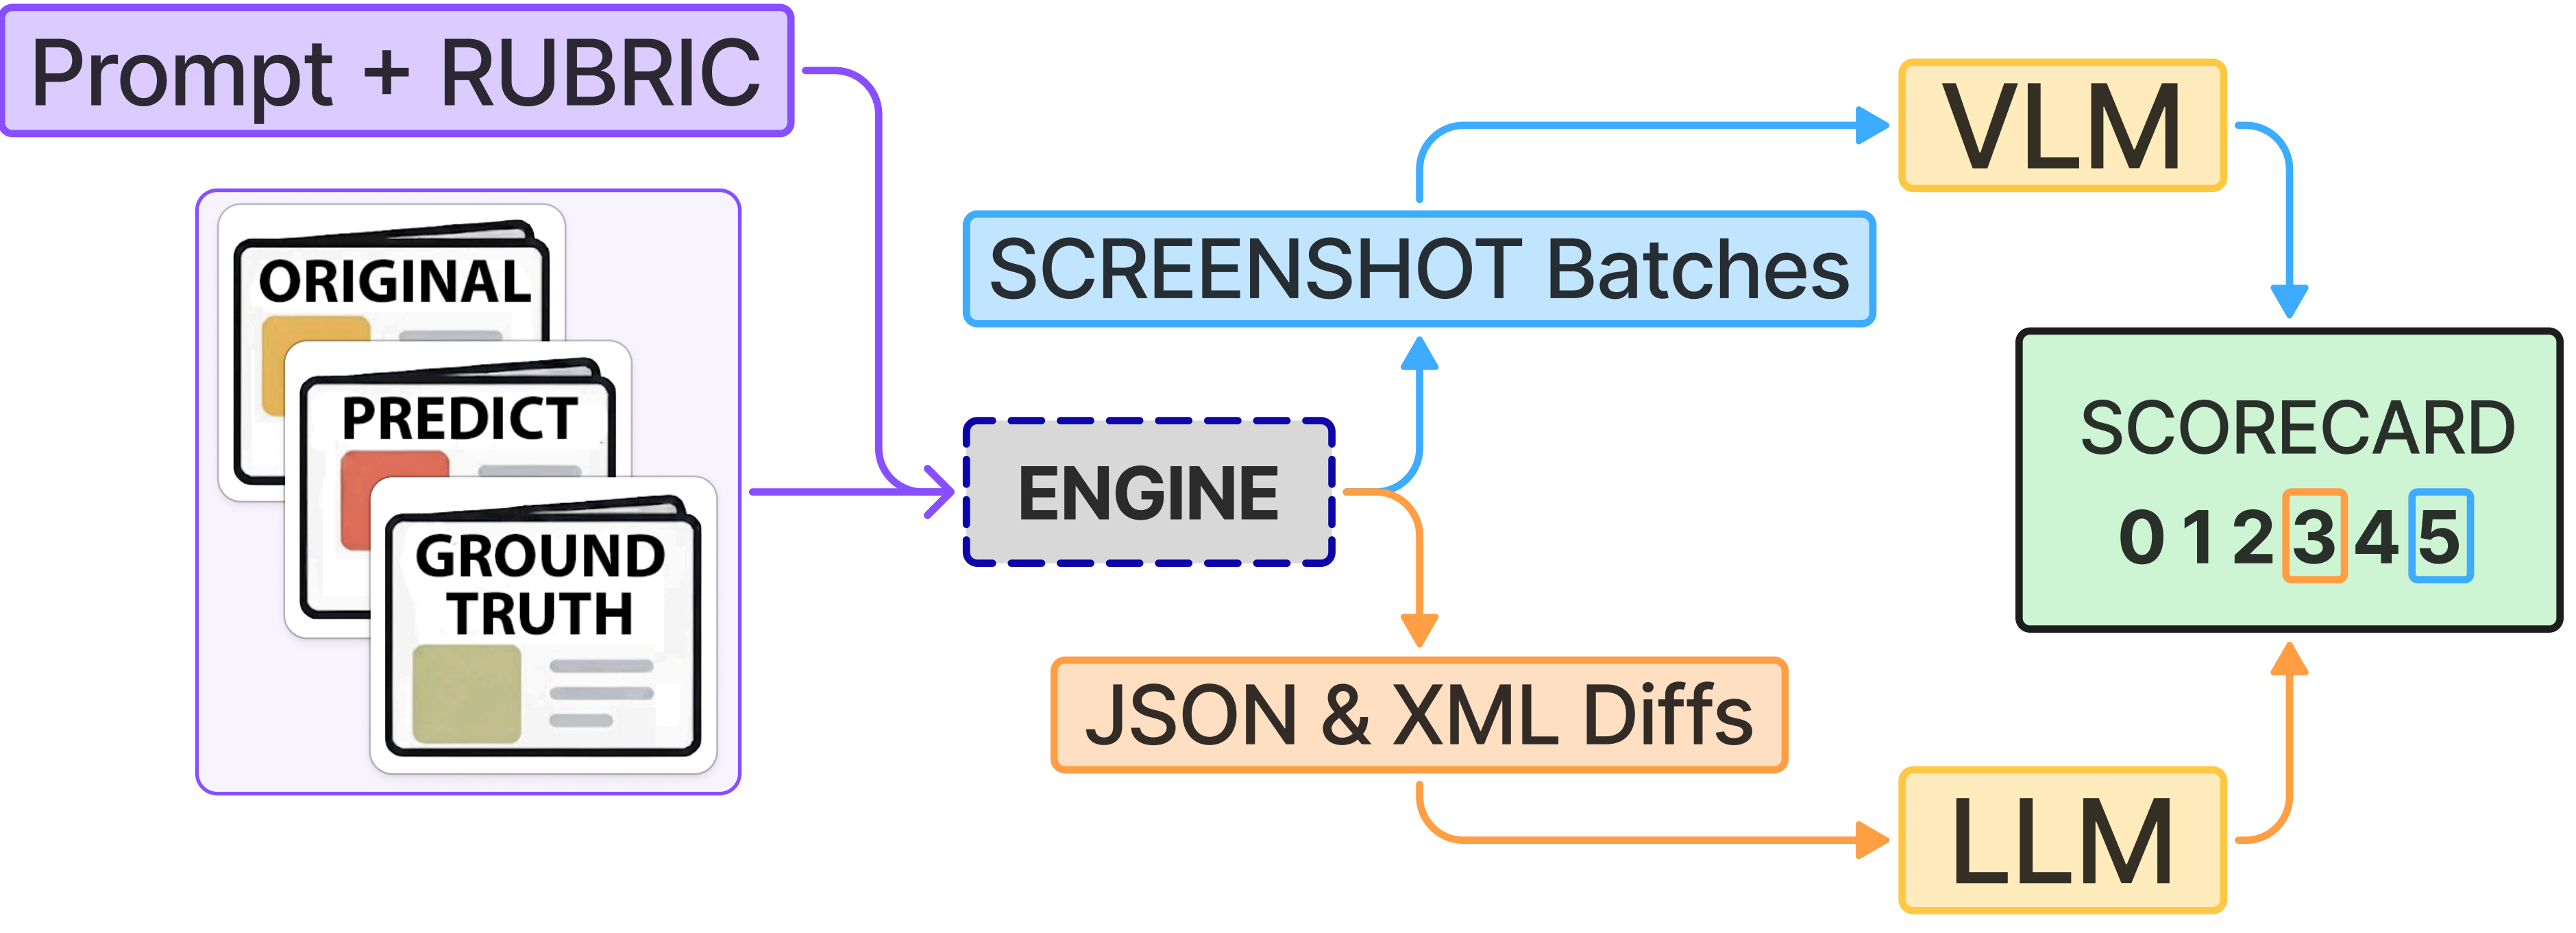 Prompt + RUBRIC
ORIGINAL
PREDICT
GROUND
TRUTH
ENGINE
SCREENSHOT Batches
JSON & XML Diffs
VLM
LLM
SCORECARD
0 1 2 3 4 5